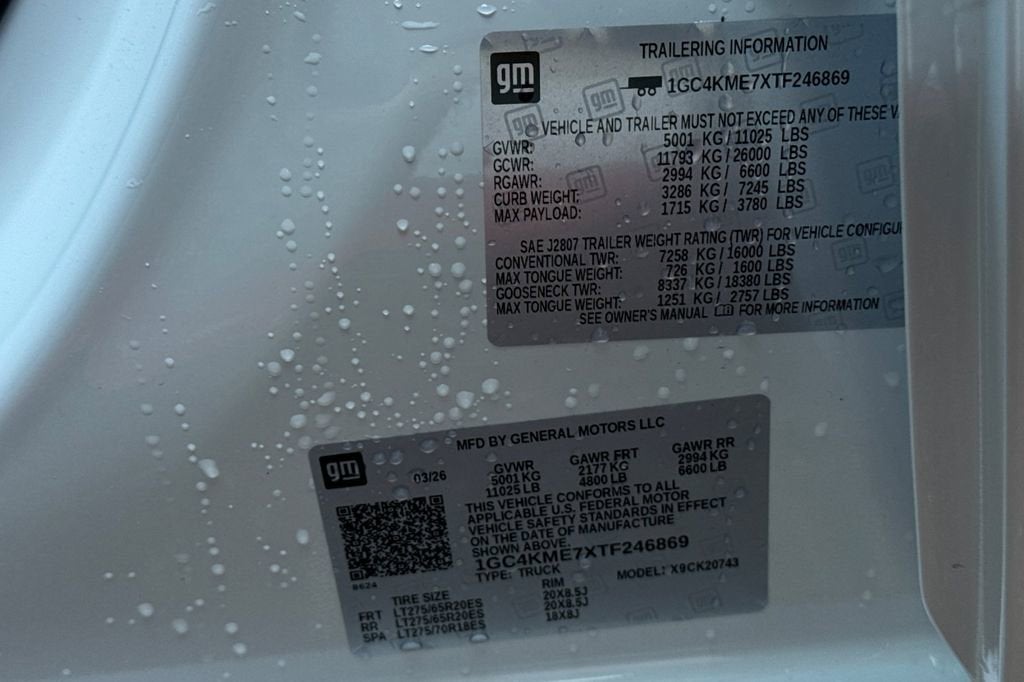 gm
TRAILERING INFORMATION
1GC4KME7XTF246869
VEHICLE AND TRAILER MUST NOT EXCEED ANY OF THESE
GVWR: 5001 KG / 11025 LBS
GCWR: 11793 KG / 26000 LBS
RGAWR: 2994 KG / 6600 LBS
CURB WEIGHT: 3286 KG / 7245 LBS
MAX PAYLOAD: 1715 KG / 3780 LBS
SAE J2807 TRAILER WEIGHT RATING (TWR) FOR VEHICLE
CONVENTIONAL TWR: 7258 KG / 16000 LBS
MAX TONGUE WEIGHT: 726 KG / 1600 LBS
GOOSENECK TWR: 8337 KG / 18380 LBS
MAX TONGUE WEIGHT: 1251 KG / 2757 LBS
SEE OWNER'S MANUAL FOR MORE INFORMATION
gm
MFD BY GENERAL MOTORS LLC
03/26
GVWR GAWR FRT GAWR RR
5001 KG 2177 KG 2994 KG
11025 LB 4800 LB 6600 LB
THIS VEHICLE CONFORMS TO ALL
APPLICABLE U.S. FEDERAL MOTOR
VEHICLE SAFETY STANDARDS IN EFFECT
ON THE DATE OF MANUFACTURE
SHOWN ABOVE.
1GC4KME7XTF246869
TYPE: TRUCK MODEL: X9CK20743
8624
TIRE SIZE RIM
FRT LT275/65R20ES 20X8.5J
RR LT275/65R20ES 20X8.5J
SPA LT275/70R18ES 18X8J